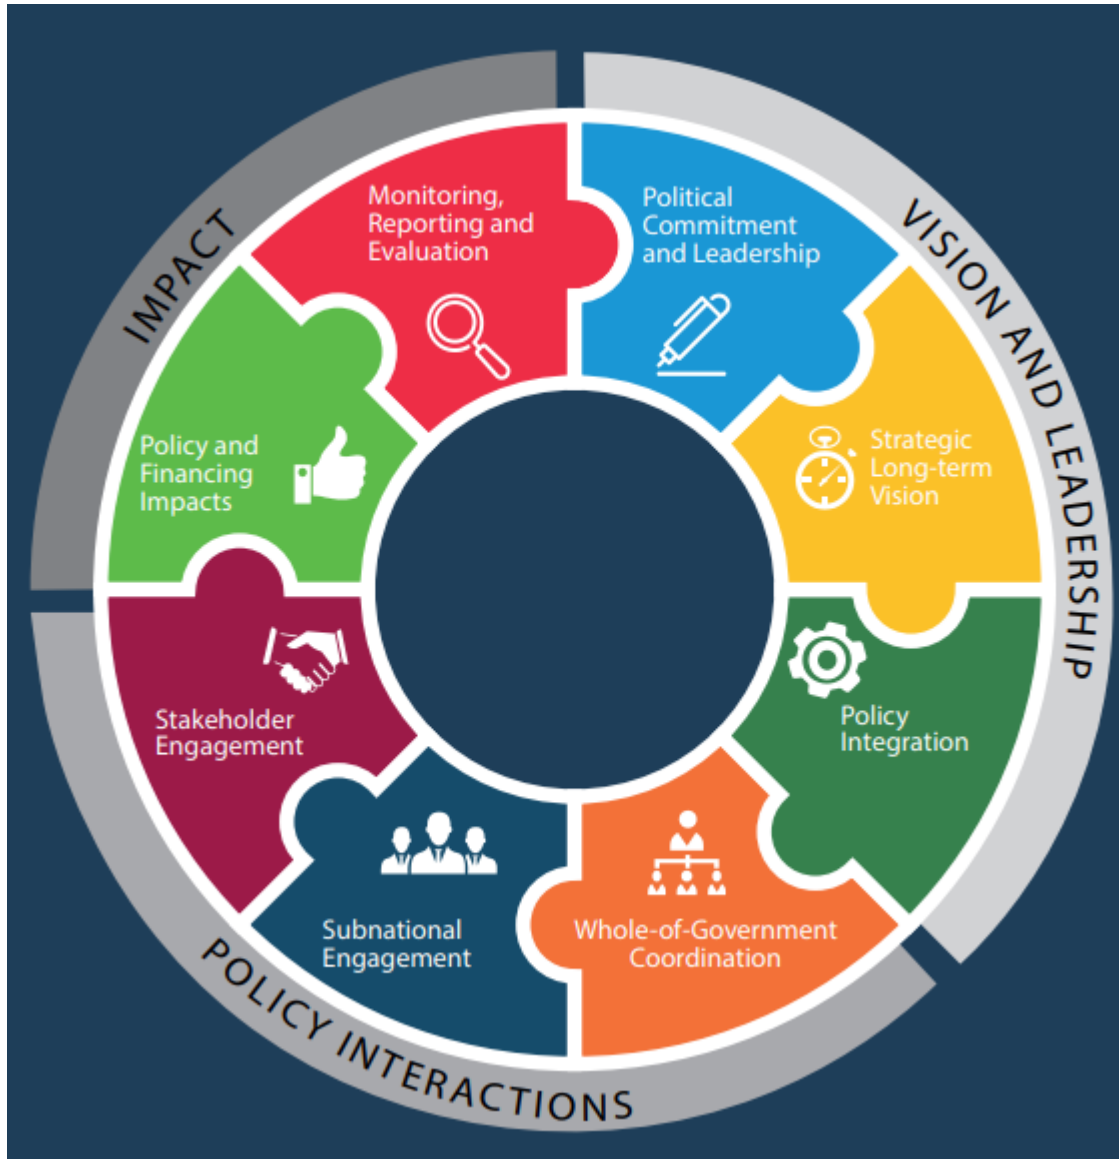 VISION AND LEADERSHIP
Political
Commitment
and Leadership
Strategic
Long-term
Vision
Policy
Integration
POLICY INTERACTIONS
Whole-of-Government
Coordination
Subnational
Engagement
Stakeholder
Engagement
IMPACT
Policy and
Financing
Impacts
Monitoring,
Reporting and
Evaluation